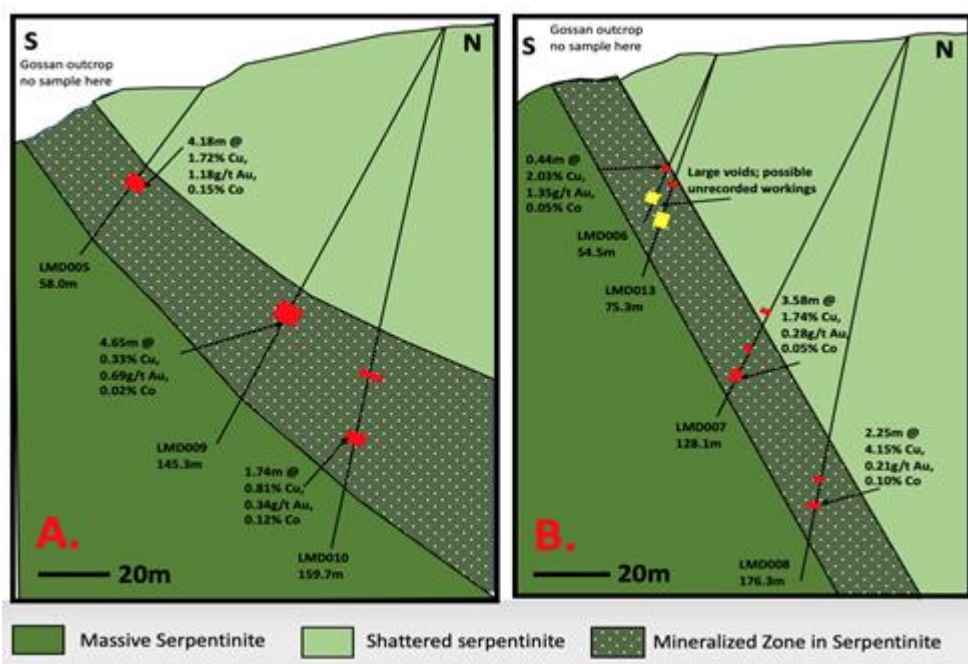 S
Gossan outcrop
no sample here
N
4.18m @
1.72% Cu,
1.18g/t Au,
0.15% Co
LMD005
58.0m
4.65m @
0.33% Cu,
0.69g/t Au,
0.02% Co
LMD009
145.3m
1.74m @
0.81% Cu,
0.34g/t Au,
0.12% Co
LMD010
159.7m
A.
20m
Gossan outcrop
no sample here
S
N
0.44m @
2.03% Cu,
1.35g/t Au,
0.05% Co
Large voids; possible
unrecorded workings
LMD006
54.5m
LMD013
75.3m
3.58m @
1.74% Cu,
0.28g/t Au,
0.05% Co
LMD007
128.1m
2.25m @
4.15% Cu,
0.21g/t Au,
0.10% Co
LMD008
176.3m
B.
20m
Massive Serpentinite
Shattered serpentinite
Mineralized Zone in Serpentinite